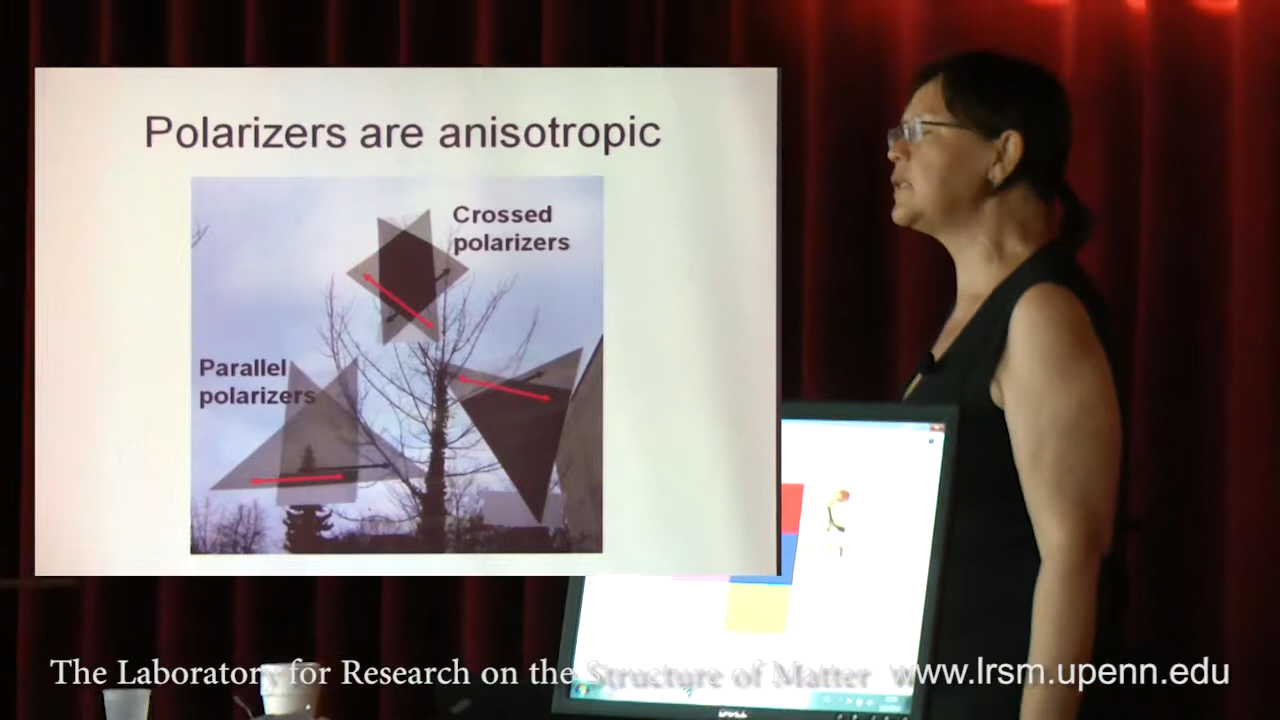 Polarizers are anisotropic
Crossed
polarizers
Parallel
polarizers
The Laboratory for Research on the Structure of Matter www.lrsm.upenn.edu
DELL